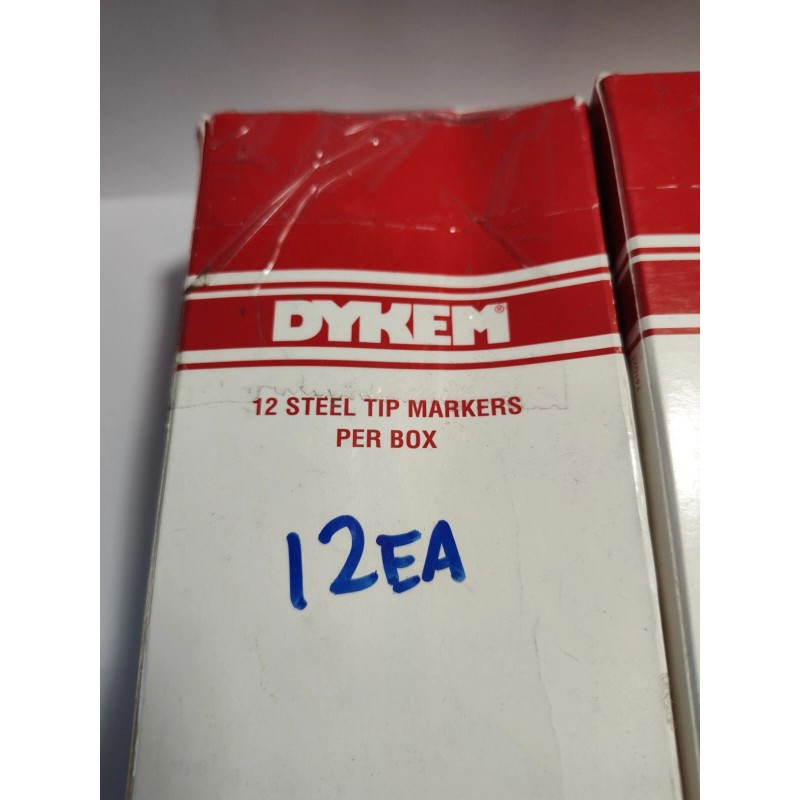 DYKEM®
12 STEEL TIP MARKERS
PER BOX
12EA